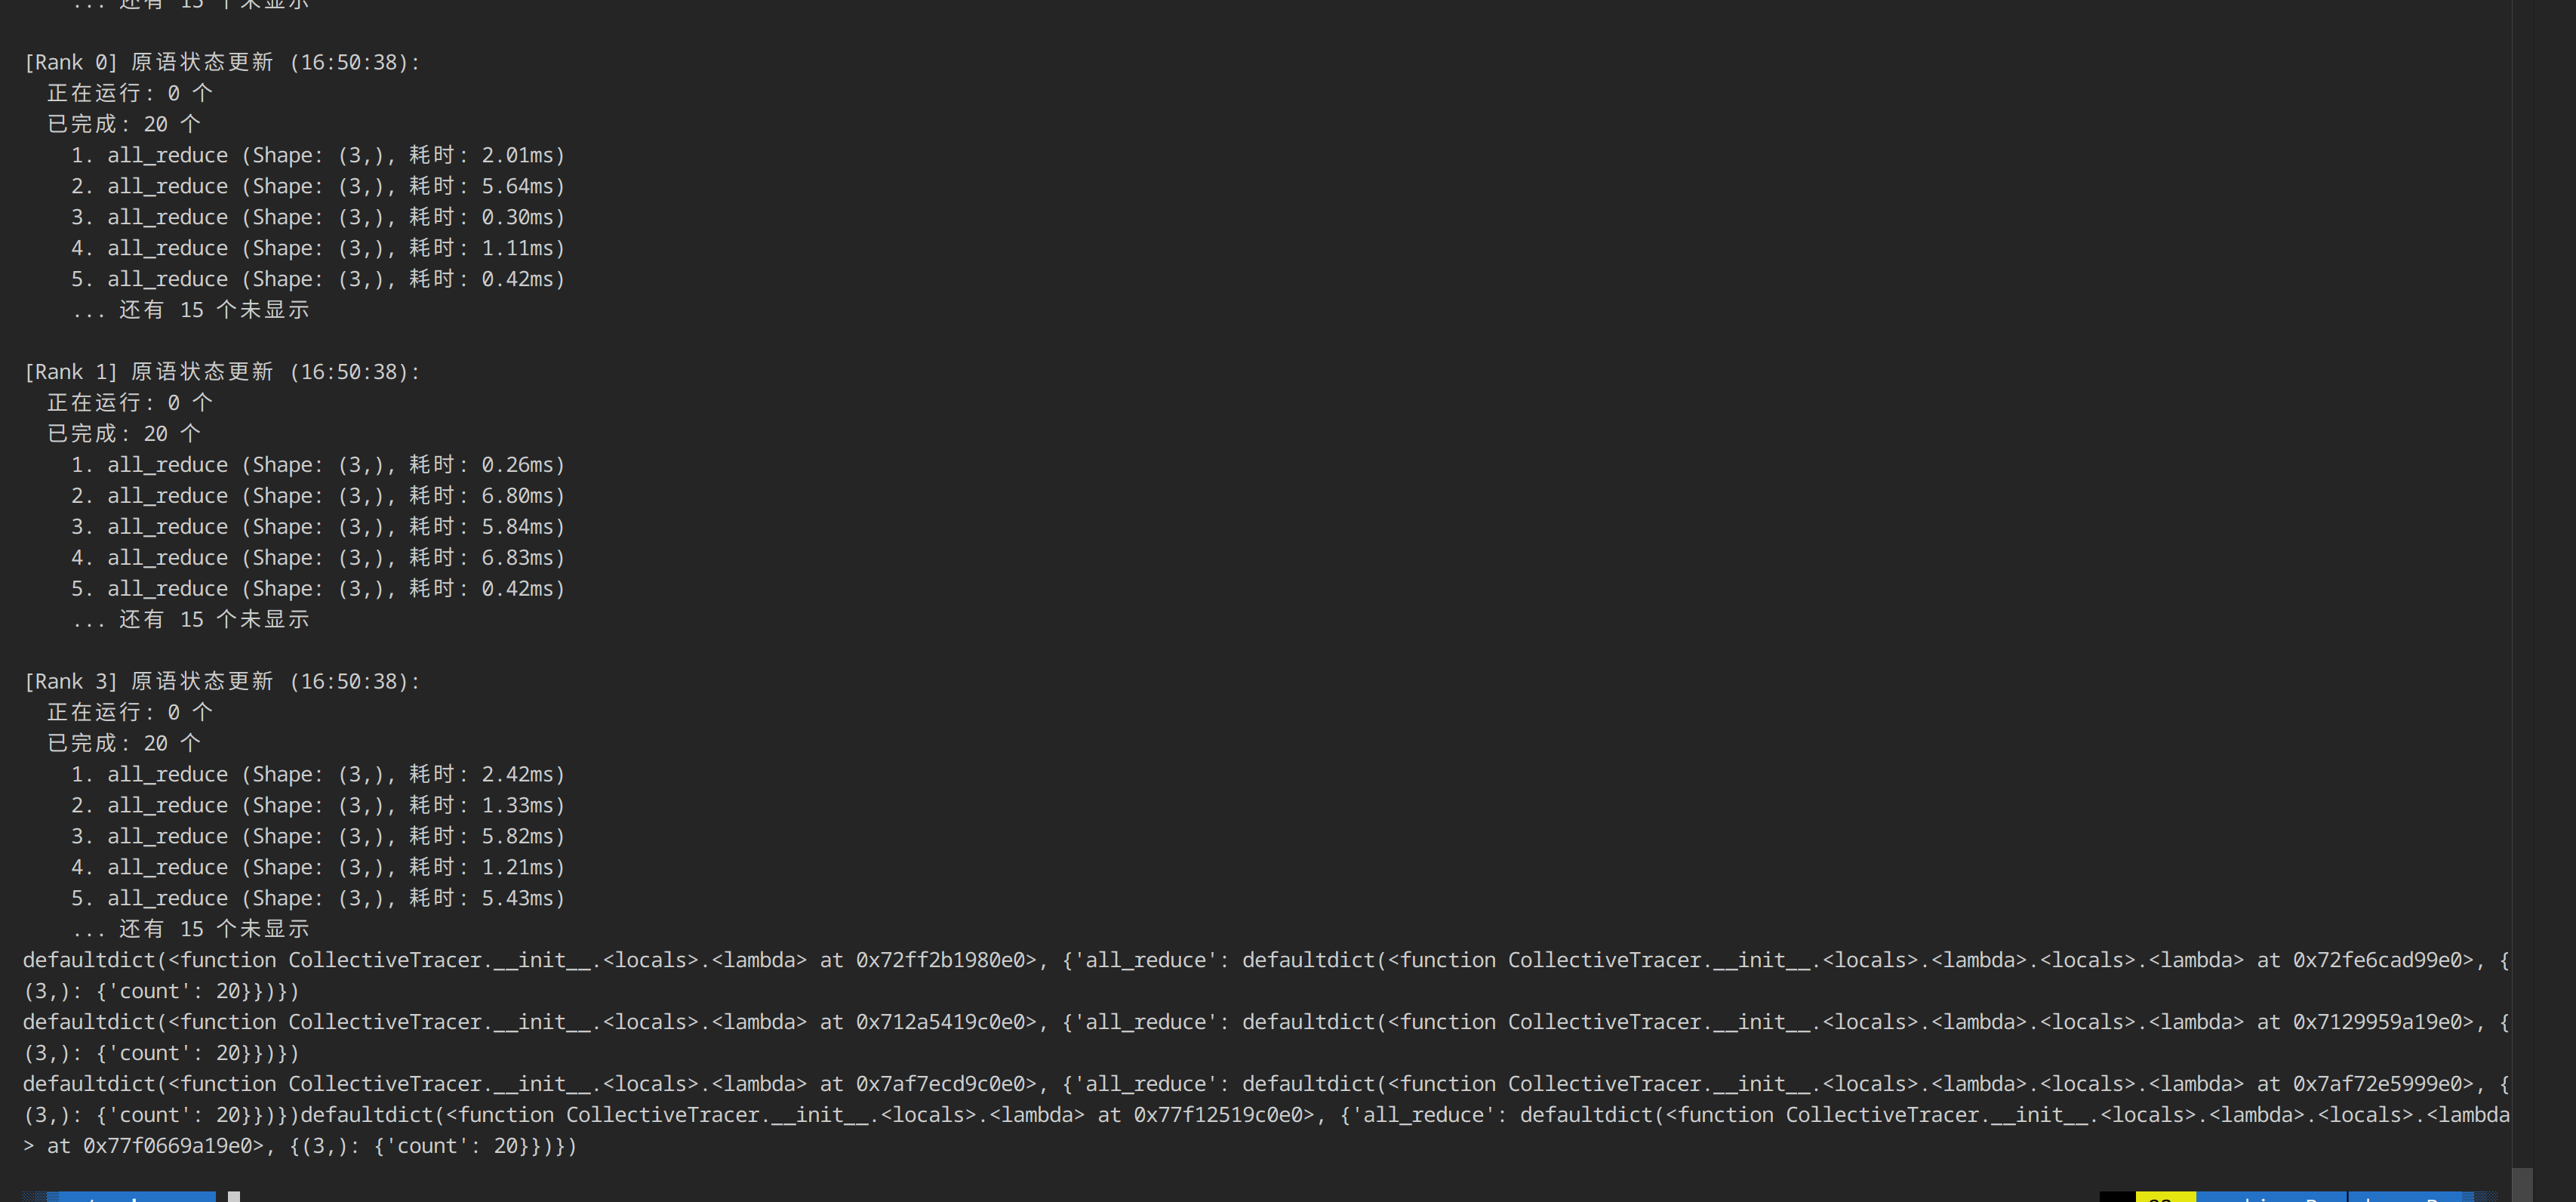 ... 还有 15 个未显示
[Rank 0] 原语状态更新 (16:50:38):
正在运行: 0 个
已完成: 20 个
1. all_reduce (Shape: (3,), 耗时: 2.01ms)
2. all_reduce (Shape: (3,), 耗时: 5.64ms)
3. all_reduce (Shape: (3,), 耗时: 0.30ms)
4. all_reduce (Shape: (3,), 耗时: 1.11ms)
5. all_reduce (Shape: (3,), 耗时: 0.42ms)
... 还有 15 个未显示
[Rank 1] 原语状态更新 (16:50:38):
正在运行: 0 个
已完成: 20 个
1. all_reduce (Shape: (3,), 耗时: 0.26ms)
2. all_reduce (Shape: (3,), 耗时: 6.80ms)
3. all_reduce (Shape: (3,), 耗时: 5.84ms)
4. all_reduce (Shape: (3,), 耗时: 6.83ms)
5. all_reduce (Shape: (3,), 耗时: 0.42ms)
... 还有 15 个未显示
[Rank 3] 原语状态更新 (16:50:38):
正在运行: 0 个
已完成: 20 个
1. all_reduce (Shape: (3,), 耗时: 2.42ms)
2. all_reduce (Shape: (3,), 耗时: 1.33ms)
3. all_reduce (Shape: (3,), 耗时: 5.82ms)
4. all_reduce (Shape: (3,), 耗时: 1.21ms)
5. all_reduce (Shape: (3,), 耗时: 5.43ms)
... 还有 15 个未显示
defaultdict(<function CollectiveTracer.__init__.<locals>.<lambda> at 0x72ff2b1980e0>, {'all_reduce': defaultdict(<function CollectiveTracer.__init__.<locals>.<lambda>.<locals>.<lambda> at 0x72fe6cad99e0>, {
(3,): {'count': 20}})})
defaultdict(<function CollectiveTracer.__init__.<locals>.<lambda> at 0x712a5419c0e0>, {'all_reduce': defaultdict(<function CollectiveTracer.__init__.<locals>.<lambda>.<locals>.<lambda> at 0x7129959a19e0>, {
(3,): {'count': 20}})})
defaultdict(<function CollectiveTracer.__init__.<locals>.<lambda> at 0x7af7ecd9c0e0>, {'all_reduce': defaultdict(<function CollectiveTracer.__init__.<locals>.<lambda>.<locals>.<lambda> at 0x7af72e5999e0>, {
(3,): {'count': 20}})})defaultdict(<function CollectiveTracer.__init__.<locals>.<lambda> at 0x77f12519c0e0>, {'all_reduce': defaultdict(<function CollectiveTracer.__init__.<locals>.<lambda>.<locals>.<lambda
> at 0x77f0669a19e0>, {(3,): {'count': 20}})})